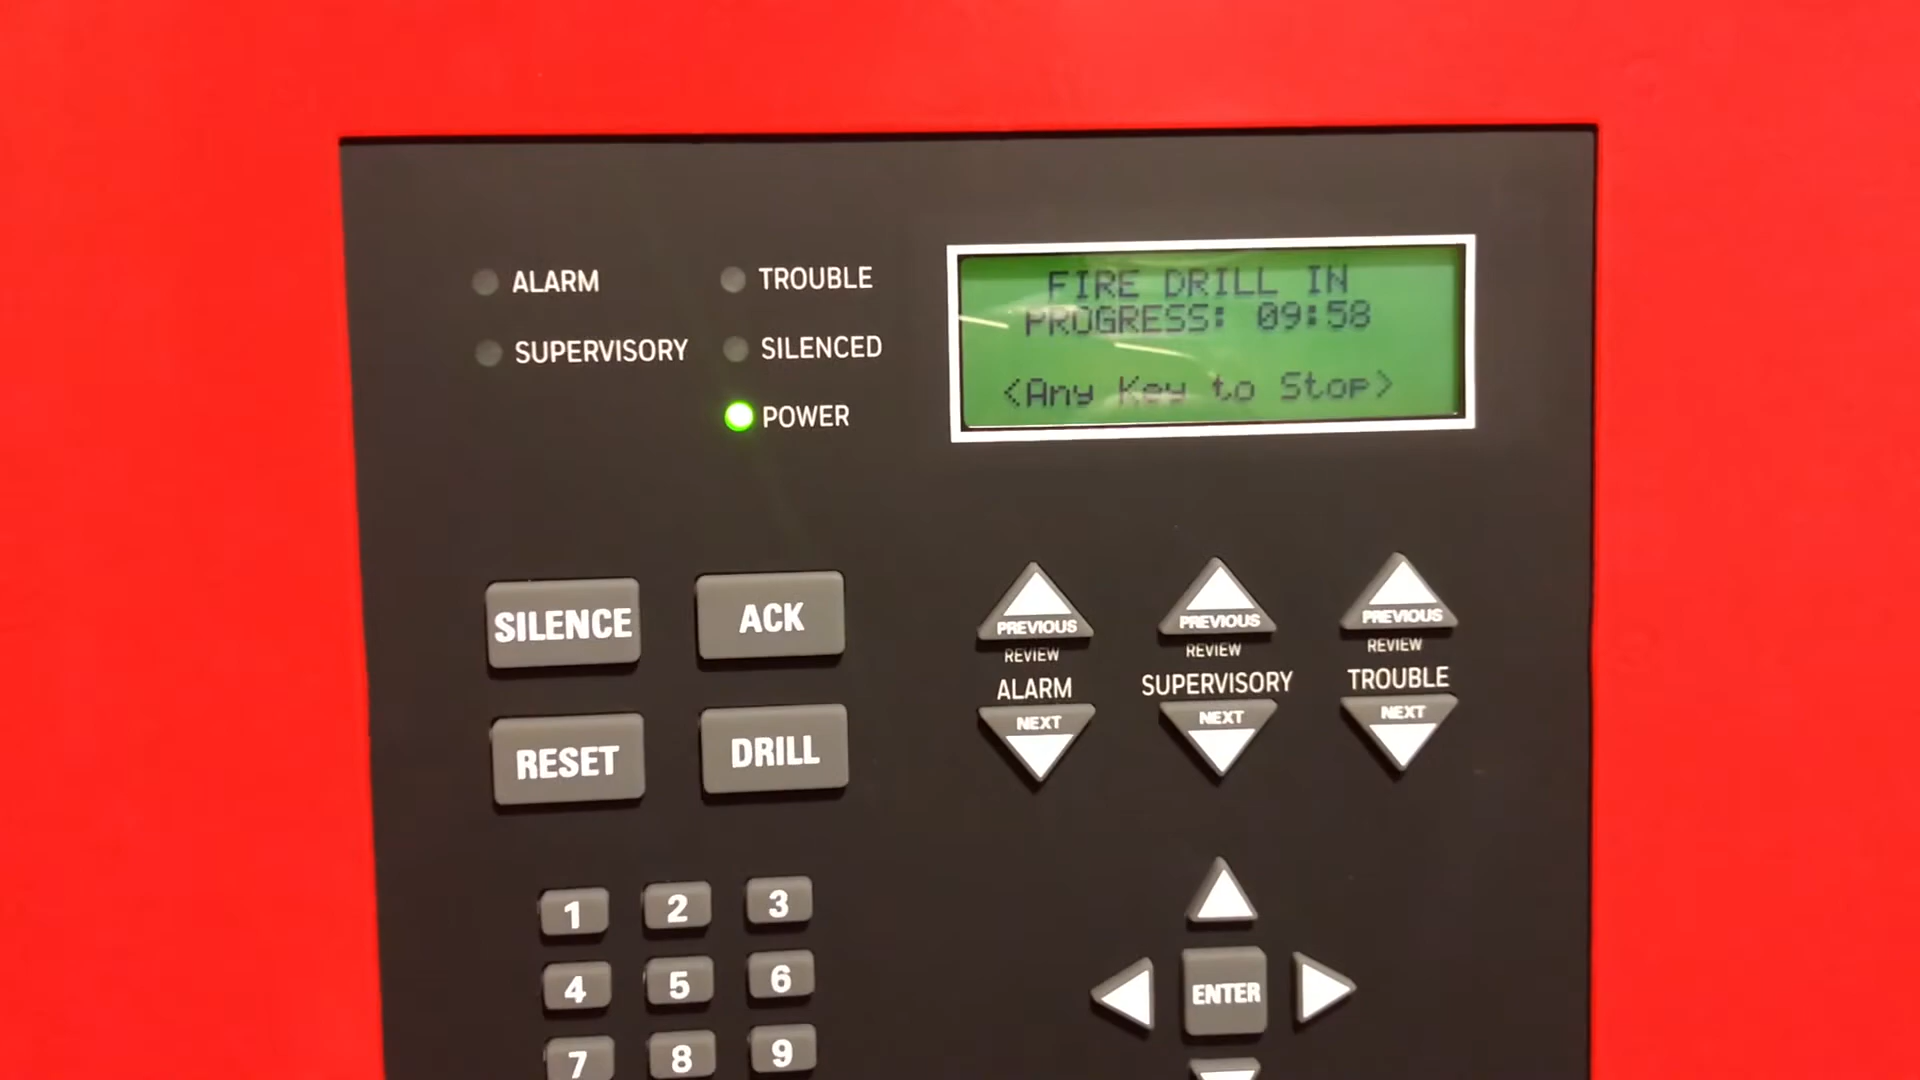 ALARM
TROUBLE
SUPERVISORY
SILENCED
POWER
FIRE DRILL IN
PROGRESS: 09:58
<Any Key to Stop>
SILENCE
ACK
RESET
DRILL
PREVIOUS
REVIEW
ALARM
NEXT
PREVIOUS
REVIEW
SUPERVISORY
NEXT
PREVIOUS
REVIEW
TROUBLE
NEXT
1 2 3
4 5 6
7 8 9
ENTER